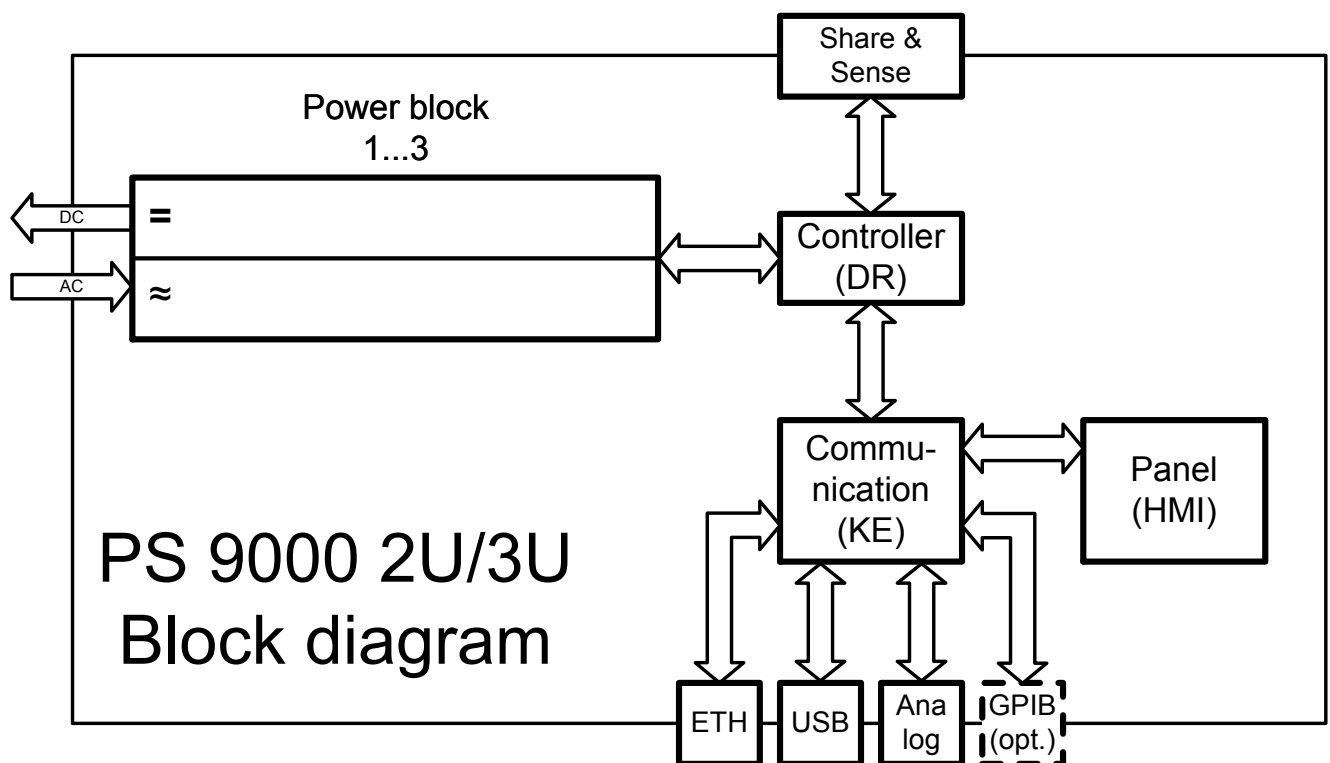 Share &
Sense
Power block
1...3
DC
=
AC
≈
Controller
(DR)
Commu-
nication
(KE)
Panel
(HMI)
PS 9000 2U/3U
Block diagram
ETH
USB
Ana
log
GPIB
(opt.)